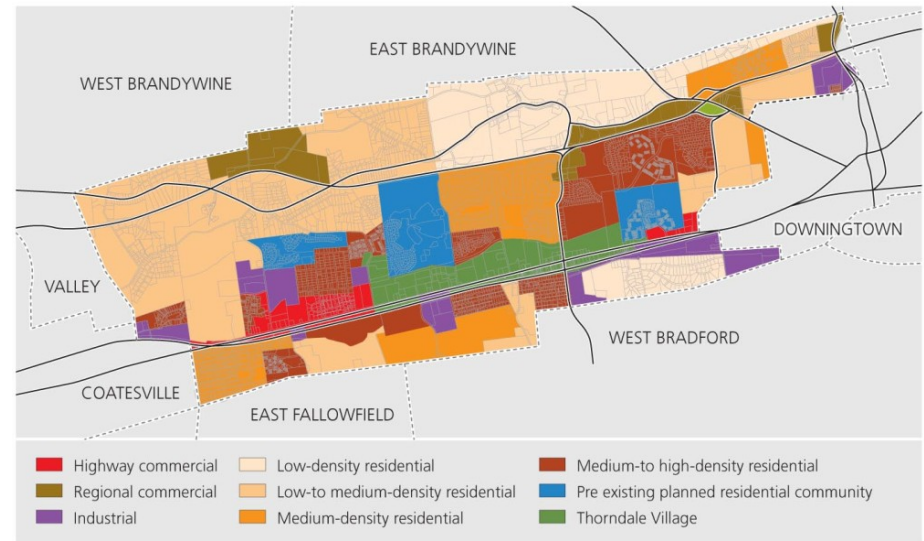 EAST BRANDYWINE
WEST BRANDYWINE
DOWNINGTOWN
VALLEY
WEST BRADFORD
COATESVILLE
EAST FALLOWFIELD
Highway commercial
Regional commercial
Industrial
Low-density residential
Low-to medium-density residential
Medium-density residential
Medium-to high-density residential
Pre existing planned residential community
Thorndale Village